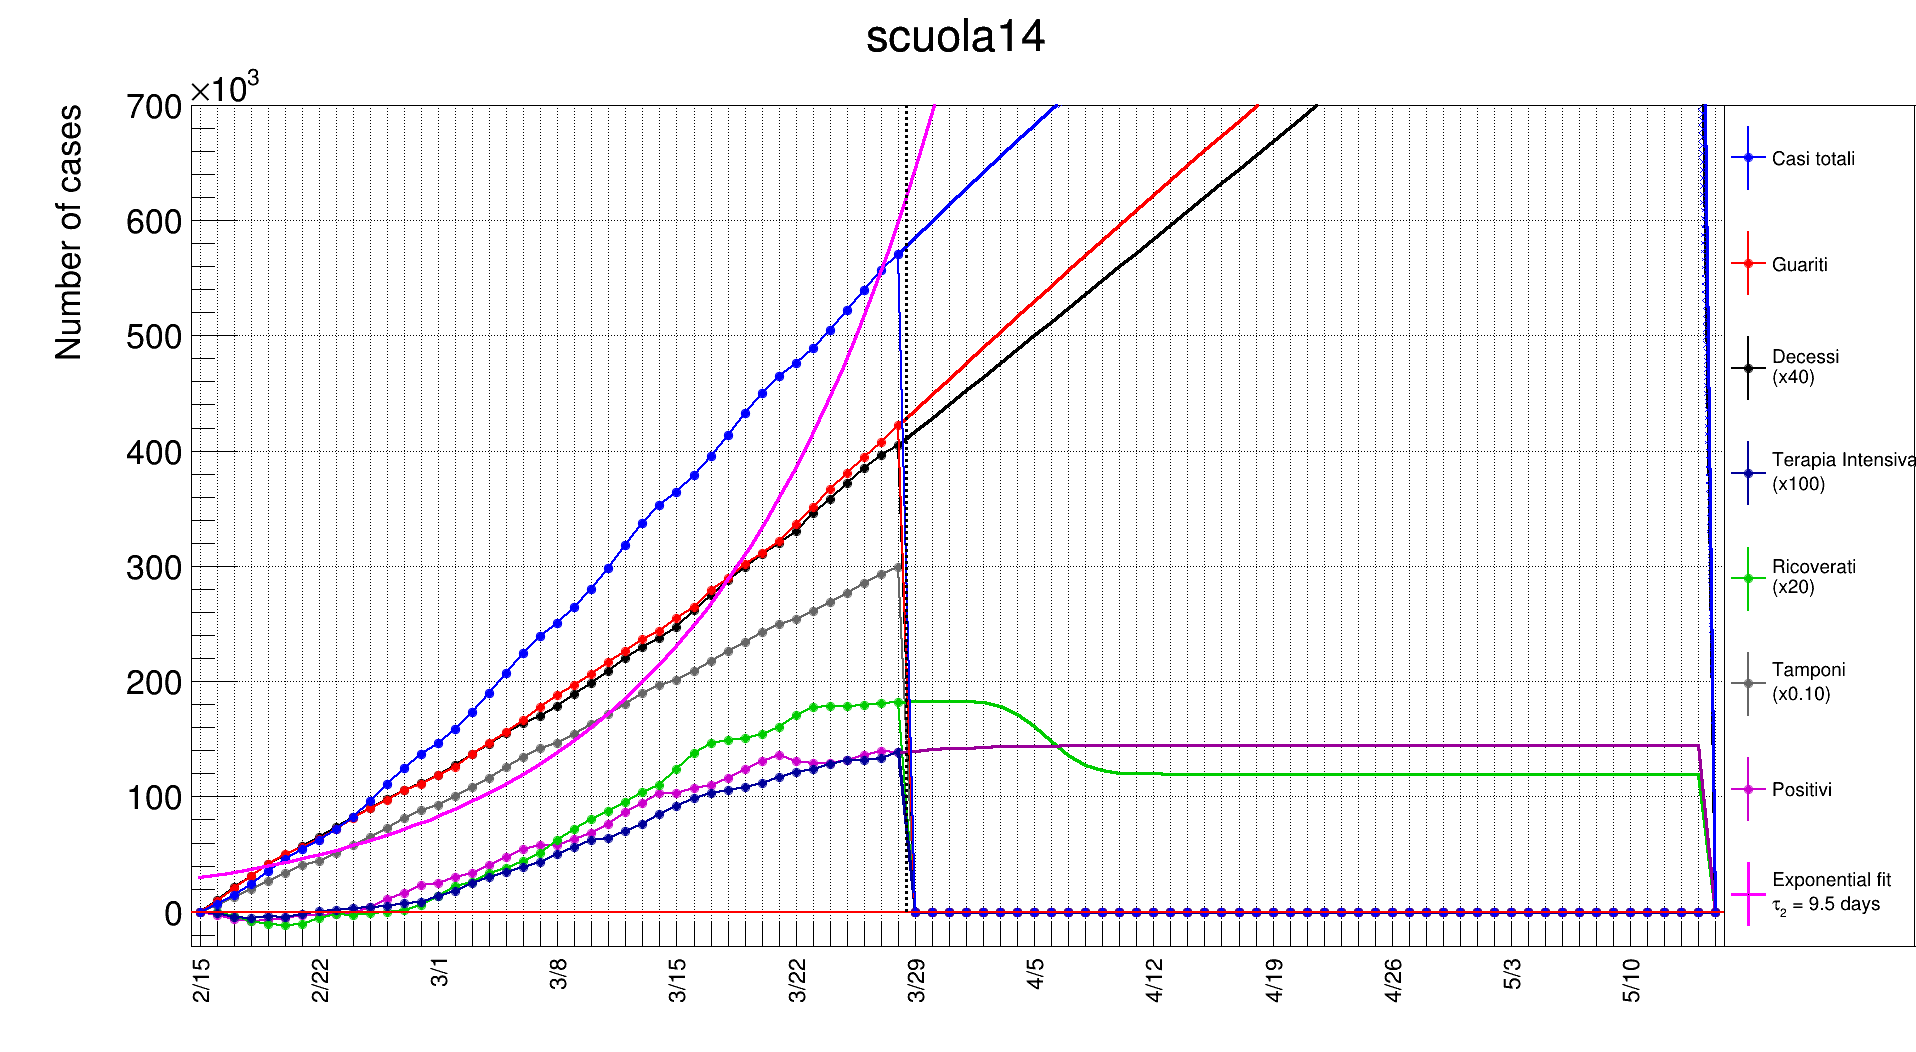 scuola14
×10³
Number of cases
700
600
500
400
300
200
100
0
2/15
2/22
3/1
3/8
3/15
3/22
3/29
4/5
4/12
4/19
4/26
5/3
5/10
Casi totali
Guariti
Decessi
(x40)
Terapia Intensiva
(x100)
Ricoverati
(x20)
Tamponi
(x0.10)
Positivi
Exponential fit
τ₂ = 9.5 days